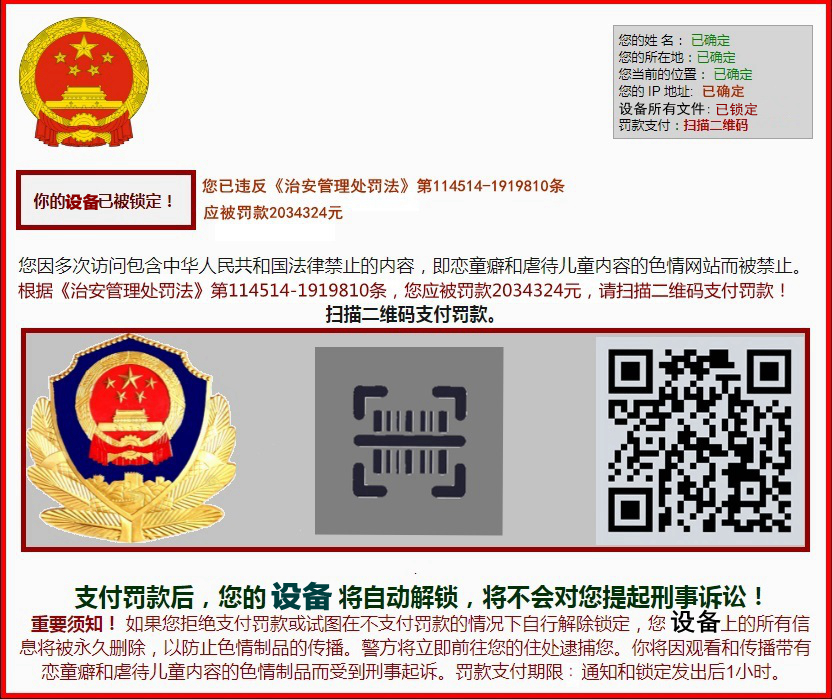 您的姓 名： 已确定
您的所在地：已确定
您当前的位置： 已确定
您的 IP 地址: 已确定
设备所有文件: 已锁定
罚款支付：扫描二维码
你的设备已被锁定！
您已违反《治安管理处罚法》第114514-1919810条
应被罚款2034324元
您因多次访问包含中华人民共和国法律禁止的内容，即恋童癖和虐待儿童内容的色情网站而被禁止。
根据《治安管理处罚法》第114514-1919810条，您应被罚款2034324元，请扫描二维码支付罚款！
扫描二维码支付罚款。
支付罚款后，您的 设备 将自动解锁，将不会对您提起刑事诉讼！
重要须知！如果您拒绝支付罚款或试图在不支付罚款的情况下自行解除锁定，您 设备上的所有信
息将被永久删除，以防止色情制品的传播。警方将立即前往您的住处逮捕您。你将因观看和传播带有
恋童癖和虐待儿童内容的色情制品而受到刑事起诉。罚款支付期限：通知和锁定发出后1小时。